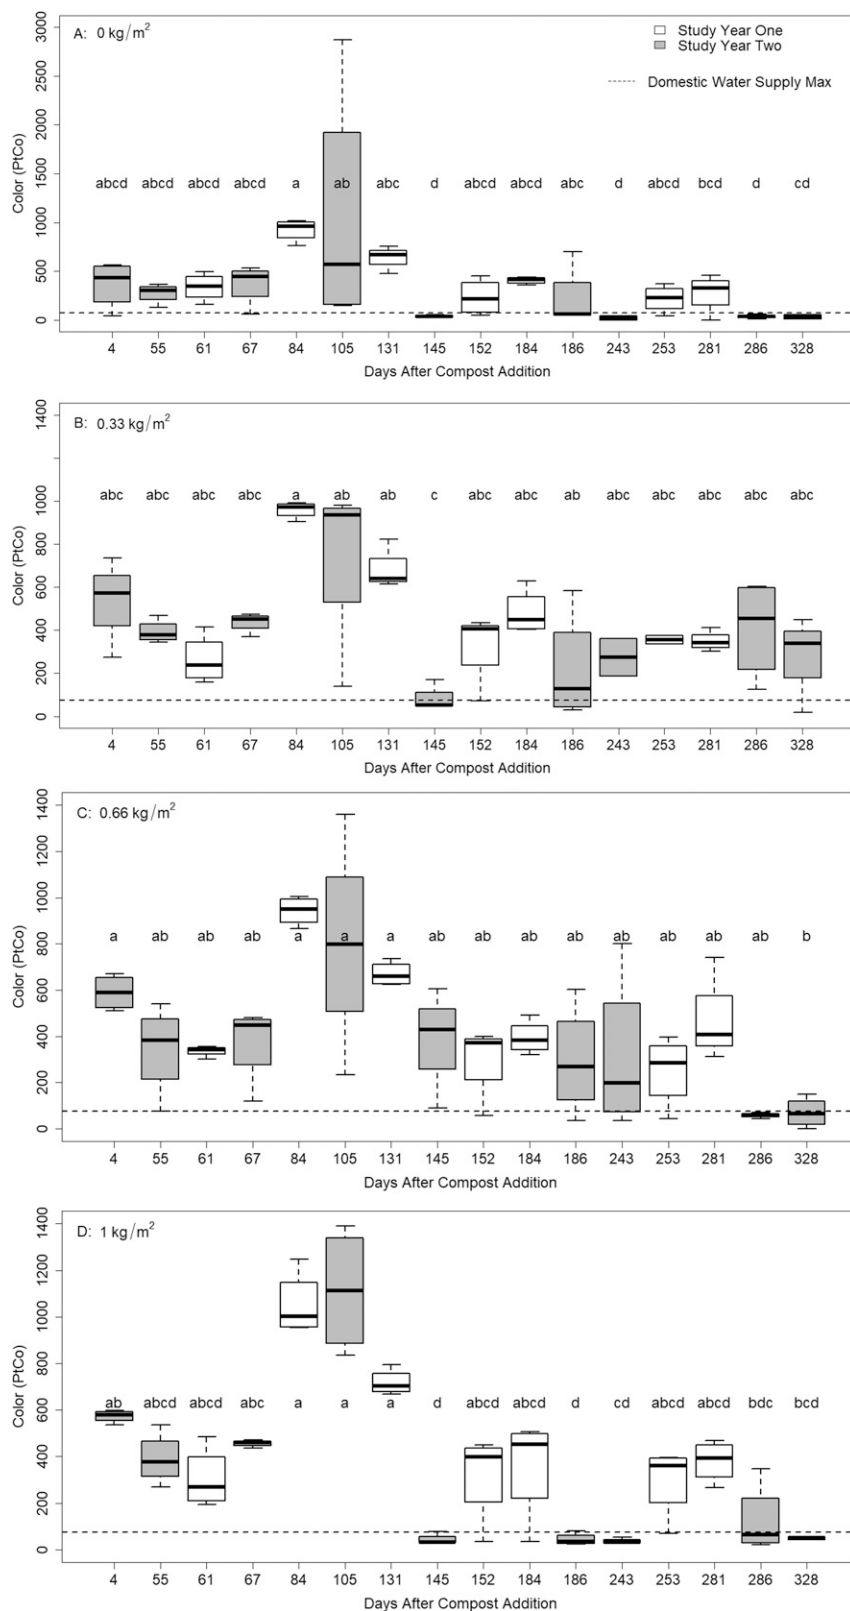 A: 0 kg/m²
Study Year One
Study Year Two
Domestic Water Supply Max
Color (PtCo)
3000
2500
2000
1500
1000
500
0
abcd abcd abcd abcd a ab abc d abcd abcd abc d abcd bcd d cd
4 55 61 67 84 105 131 145 152 184 186 243 253 281 286 328
Days After Compost Addition
B: 0.33 kg/m²
Color (PtCo)
1400
1000
800
600
400
200
0
abc abc abc abc a ab ab c abc abc ab abc abc abc abc abc
4 55 61 67 84 105 131 145 152 184 186 243 253 281 286 328
Days After Compost Addition
C: 0.66 kg/m²
Color (PtCo)
1400
1200
1000
800
600
400
200
0
a ab ab ab a a a ab ab ab ab ab ab ab ab b
4 55 61 67 84 105 131 145 152 184 186 243 253 281 286 328
Days After Compost Addition
D: 1 kg/m²
Color (PtCo)
1400
1200
1000
800
600
400
200
0
ab abcd abcd abc a a a d abcd abcd d cd abcd abcd bdc bcd
4 55 61 67 84 105 131 145 152 184 186 243 253 281 286 328
Days After Compost Addition